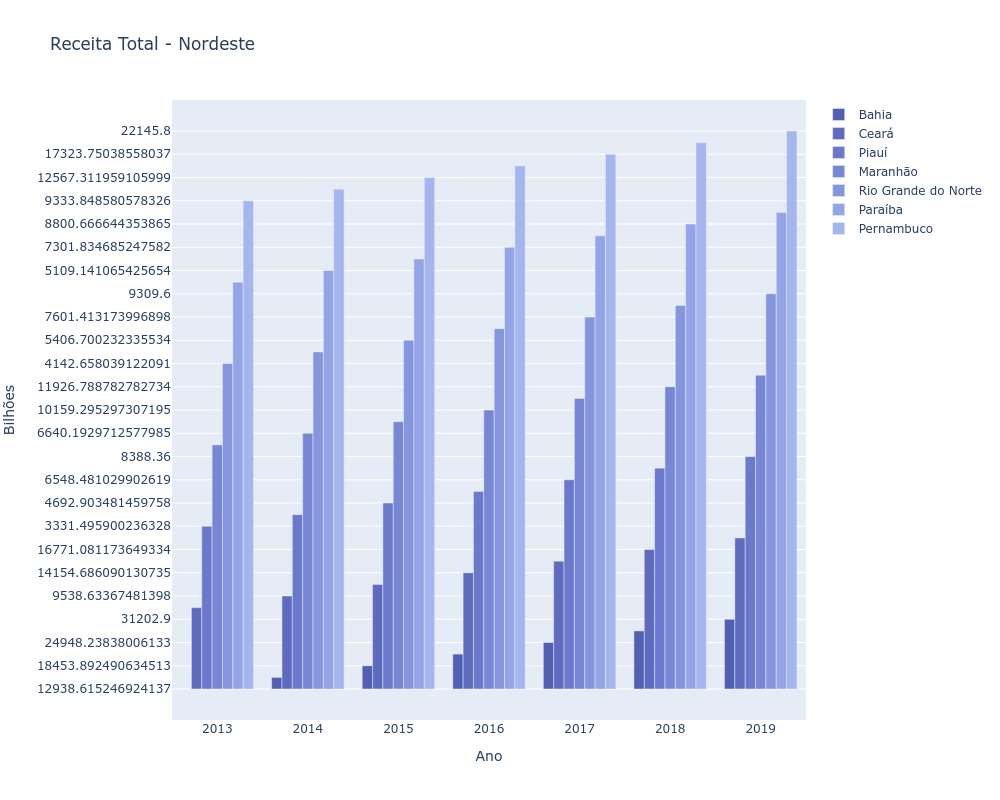 Receita Total - Nordeste
22145.8
17323.75038558037
12567.311959105999
9333.848580578326
8800.666644353865
7301.834685247582
5109.141065425654
9309.6
7601.413173996898
5406.700232335534
4142.658039122091
11926.788782782734
10159.295297307195
6640.1929712577985
8388.36
6548.481029902619
4692.903481459758
3331.495900236328
16771.081173649334
14154.686090130735
9538.63367481398
31202.9
24948.23838006133
18453.892490634513
12938.615246924137
Bilhões
2013 2014 2015 2016 2017 2018 2019
Ano
Bahia
Ceará
Piauí
Maranhão
Rio Grande do Norte
Paraíba
Pernambuco